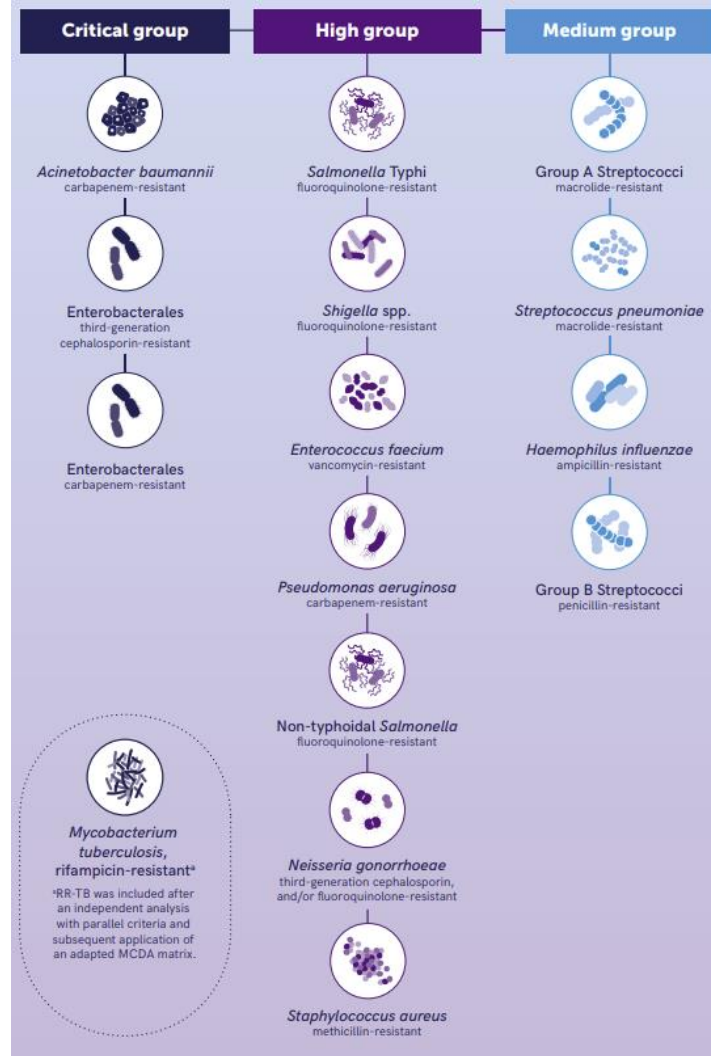 Critical group
Acinetobacter baumannii
carbapenem-resistant
Enterobacterales
third-generation
cephalosporin-resistant
Enterobacterales
carbapenem-resistant
Mycobacterium
tuberculosis,
rifampicin-resistantª
ªRR-TB was included after
an independent analysis
with parallel criteria and
subsequent application of
an adapted MCDA matrix.
High group
Salmonella Typhi
fluoroquinolone-resistant
Shigella spp.
fluoroquinolone-resistant
Enterococcus faecium
vancomycin-resistant
Pseudomonas aeruginosa
carbapenem-resistant
Non-typhoidal Salmonella
fluoroquinolone-resistant
Neisseria gonorrhoeae
third-generation cephalosporin,
and/or fluoroquinolone-resistant
Staphylococcus aureus
methicillin-resistant
Medium group
Group A Streptococci
macrolide-resistant
Streptococcus pneumoniae
macrolide-resistant
Haemophilus influenzae
ampicillin-resistant
Group B Streptococci
penicillin-resistant